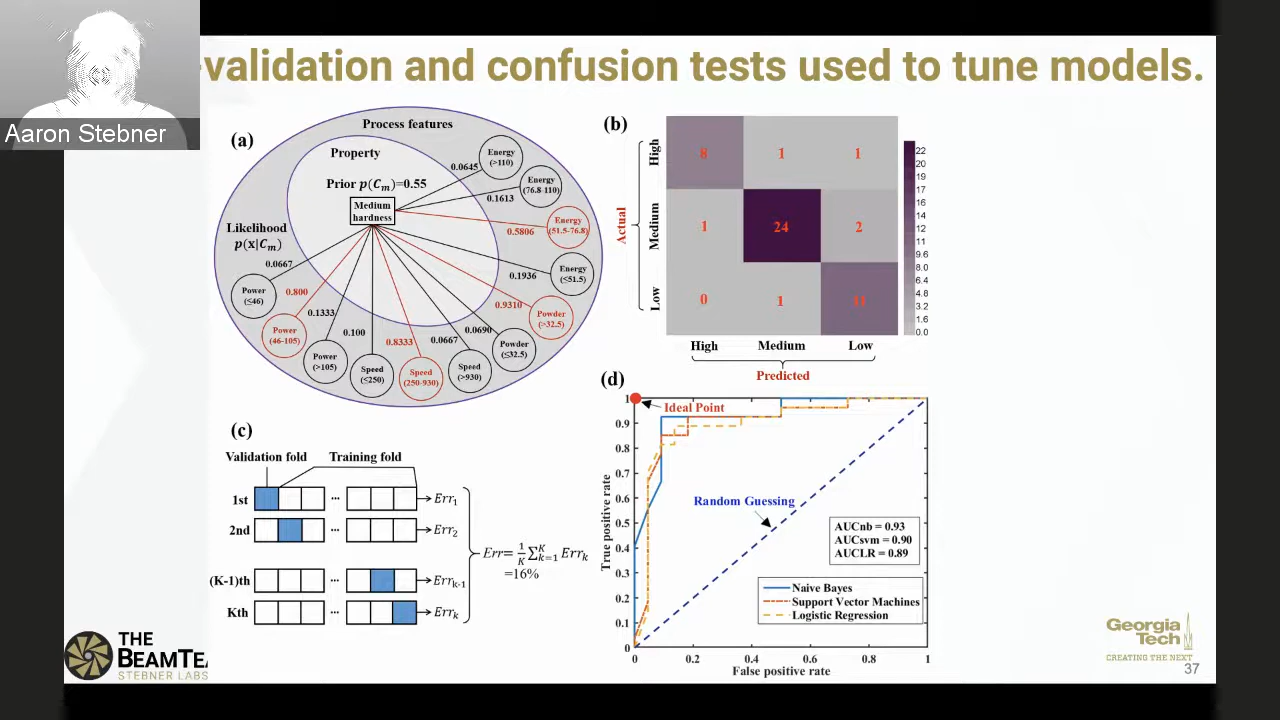 -validation and confusion tests used to tune models.
Aaron Stebner
(a)
Process features
Property
Prior p(Cₘ)=0.55
Medium
hardness
Likelihood
p(x|Cₘ)
0.0645
Energy
(>110)
0.1613
Energy
(76.8-110)
0.5806
Energy
(51.5-76.8)
0.1936
Energy
(≤51.5)
0.9310
Powder
(>32.5)
0.0690
Powder
(≤32.5)
0.0667
Speed
(>930)
0.8333
Speed
(250-930)
0.100
Speed
(≤250)
0.1333
Power
(>105)
0.800
Power
(46-105)
0.0667
Power
(≤46)
(b)
Actual
High
Medium
Low
8 1 1
1 24 2
0 1 11
High Medium Low
Predicted
22
20
19
17
16
14
12
11
9.6
8.0
6.4
4.8
3.2
1.6
0.0
(c)
Validation fold Training fold
1st ... Err₁
2nd ... Err₂
(K-1)th ... Errₖ₋₁
Kth ... Errₖ
Err= 1/K ∑ᴷₖ₌₁ Errₖ
=16%
(d)
Ideal Point
Random Guessing
AUCnb = 0.93
AUCsvm = 0.90
AUCLR = 0.89
Naive Bayes
Support Vector Machines
Logistic Regression
True positive rate
1
0.9
0.8
0.7
0.6
0.5
0.4
0.3
0.2
0.1
0
0 0.2 0.4 0.6 0.8 1
False positive rate
THE
BEAMTEA
STEBNER LABS
Georgia
Tech
CREATING THE NEXT
37